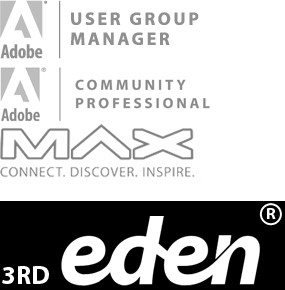 Adobe® USER GROUP
MANAGER
Adobe® COMMUNITY
PROFESSIONAL
MAX
CONNECT. DISCOVER. INSPIRE.
3RD eden®